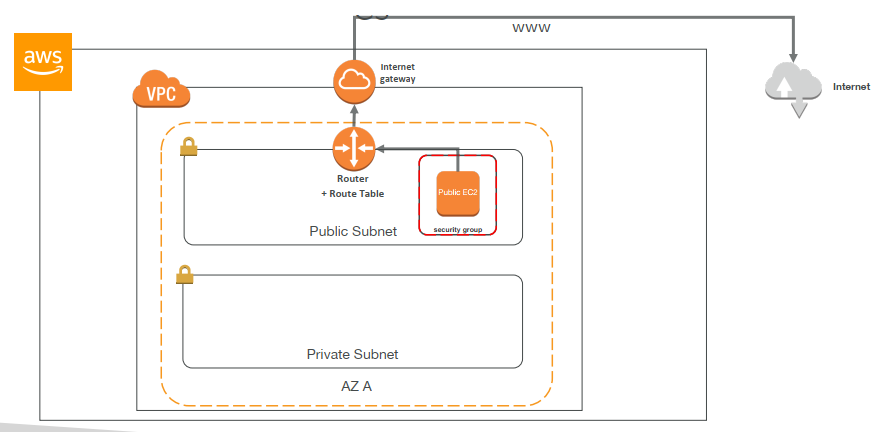 www
aws
Internet
gateway
Internet
VPC
Router
+ Route Table
Public EC2
security group
Public Subnet
Private Subnet
AZ A